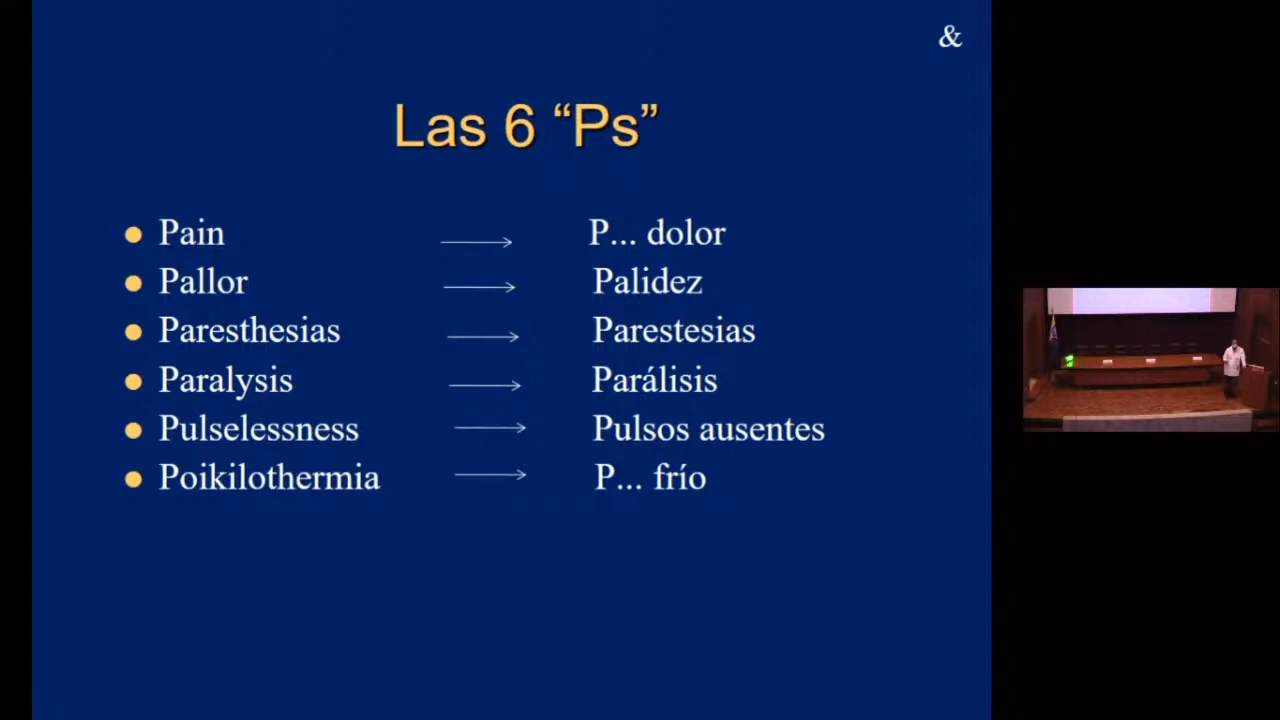 &
Las 6 “Ps”
Pain → P... dolor
Pallor → Palidez
Paresthesias → Parestesias
Paralysis → Parálisis
Pulselessness → Pulsos ausentes
Poikilothermia → P... frío